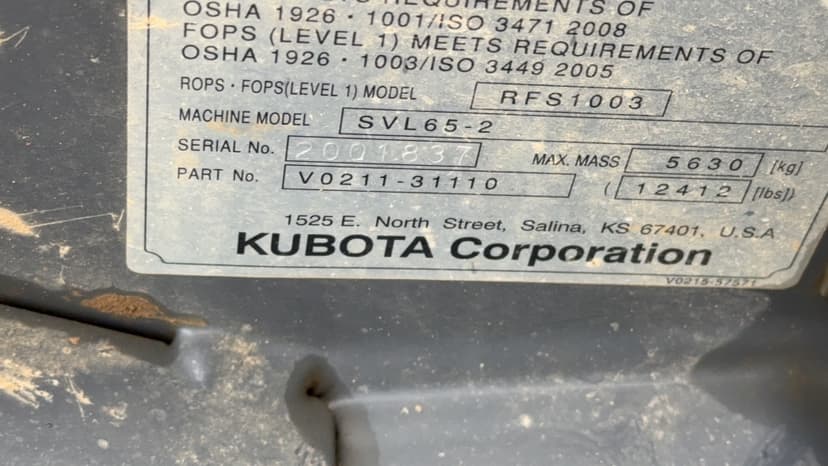 REQUIREMENTS OF
OSHA 1926 · 1001/ISO 3471 2008
FOPS (LEVEL 1) MEETS REQUIREMENTS OF
OSHA 1926 · 1003/ISO 3449 2005
ROPS · FOPS(LEVEL 1) MODEL RFS1003
MACHINE MODEL SVL65-2
SERIAL No. 2001837 MAX. MASS 5630 [kg]
PART No. V0211-31110 ( 12412 [lbs])
1525 E. North Street, Salina, KS 67401, U.S.A
KUBOTA Corporation
V0215-57571